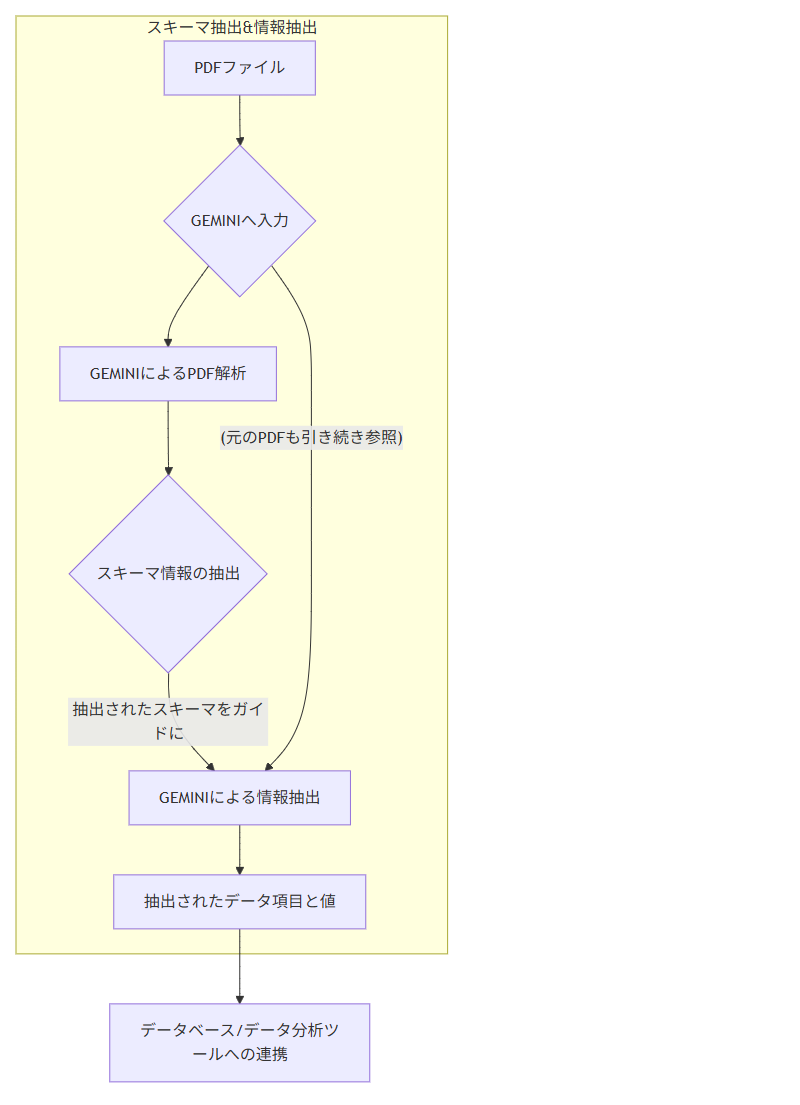 スキーマ抽出&情報抽出
PDFファイル
GEMINIへ入力
GEMINIによるPDF解析
(元のPDFも引き続き参照)
スキーマ情報の抽出
抽出されたスキーマをガイ
ドに
GEMINIによる情報抽出
抽出されたデータ項目と値
データベース/データ分析ツ
ールへの連携